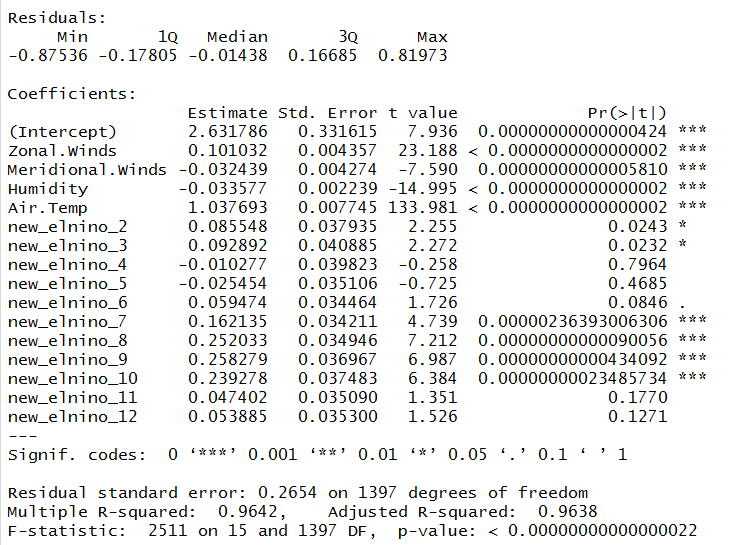 Residuals:
     Min       1Q   Median       3Q      Max
-0.87536 -0.17805 -0.01438  0.16685  0.81973

Coefficients:
                  Estimate Std. Error t value             Pr(>|t|)
(Intercept)       2.631786   0.331615   7.936  0.00000000000000424 ***
Zonal.Winds       0.101032   0.004357  23.188 < 0.0000000000000002 ***
Meridional.Winds -0.032439   0.004274  -7.590  0.00000000000005810 ***
Humidity         -0.033577   0.002239 -14.995 < 0.0000000000000002 ***
Air.Temp          1.037693   0.007745 133.981 < 0.0000000000000002 ***
new_elnino_2      0.085548   0.037935   2.255               0.0243 *
new_elnino_3      0.092892   0.040885   2.272               0.0232 *
new_elnino_4     -0.010277   0.039823  -0.258               0.7964
new_elnino_5     -0.025454   0.035106  -0.725               0.4685
new_elnino_6      0.059474   0.034464   1.726               0.0846 .
new_elnino_7      0.162135   0.034211   4.739  0.00000236393006306 ***
new_elnino_8      0.252033   0.034946   7.212  0.00000000000090056 ***
new_elnino_9      0.258279   0.036967   6.987  0.00000000000434092 ***
new_elnino_10     0.239278   0.037483   6.384  0.00000000023485734 ***
new_elnino_11     0.047402   0.035090   1.351               0.1770
new_elnino_12     0.053885   0.035300   1.526               0.1271
---
Signif. codes:  0 ‘***’ 0.001 ‘**’ 0.01 ‘*’ 0.05 ‘.’ 0.1 ‘ ’ 1

Residual standard error: 0.2654 on 1397 degrees of freedom
Multiple R-squared:  0.9642,    Adjusted R-squared:  0.9638
F-statistic:  2511 on 15 and 1397 DF,  p-value: < 0.00000000000000022